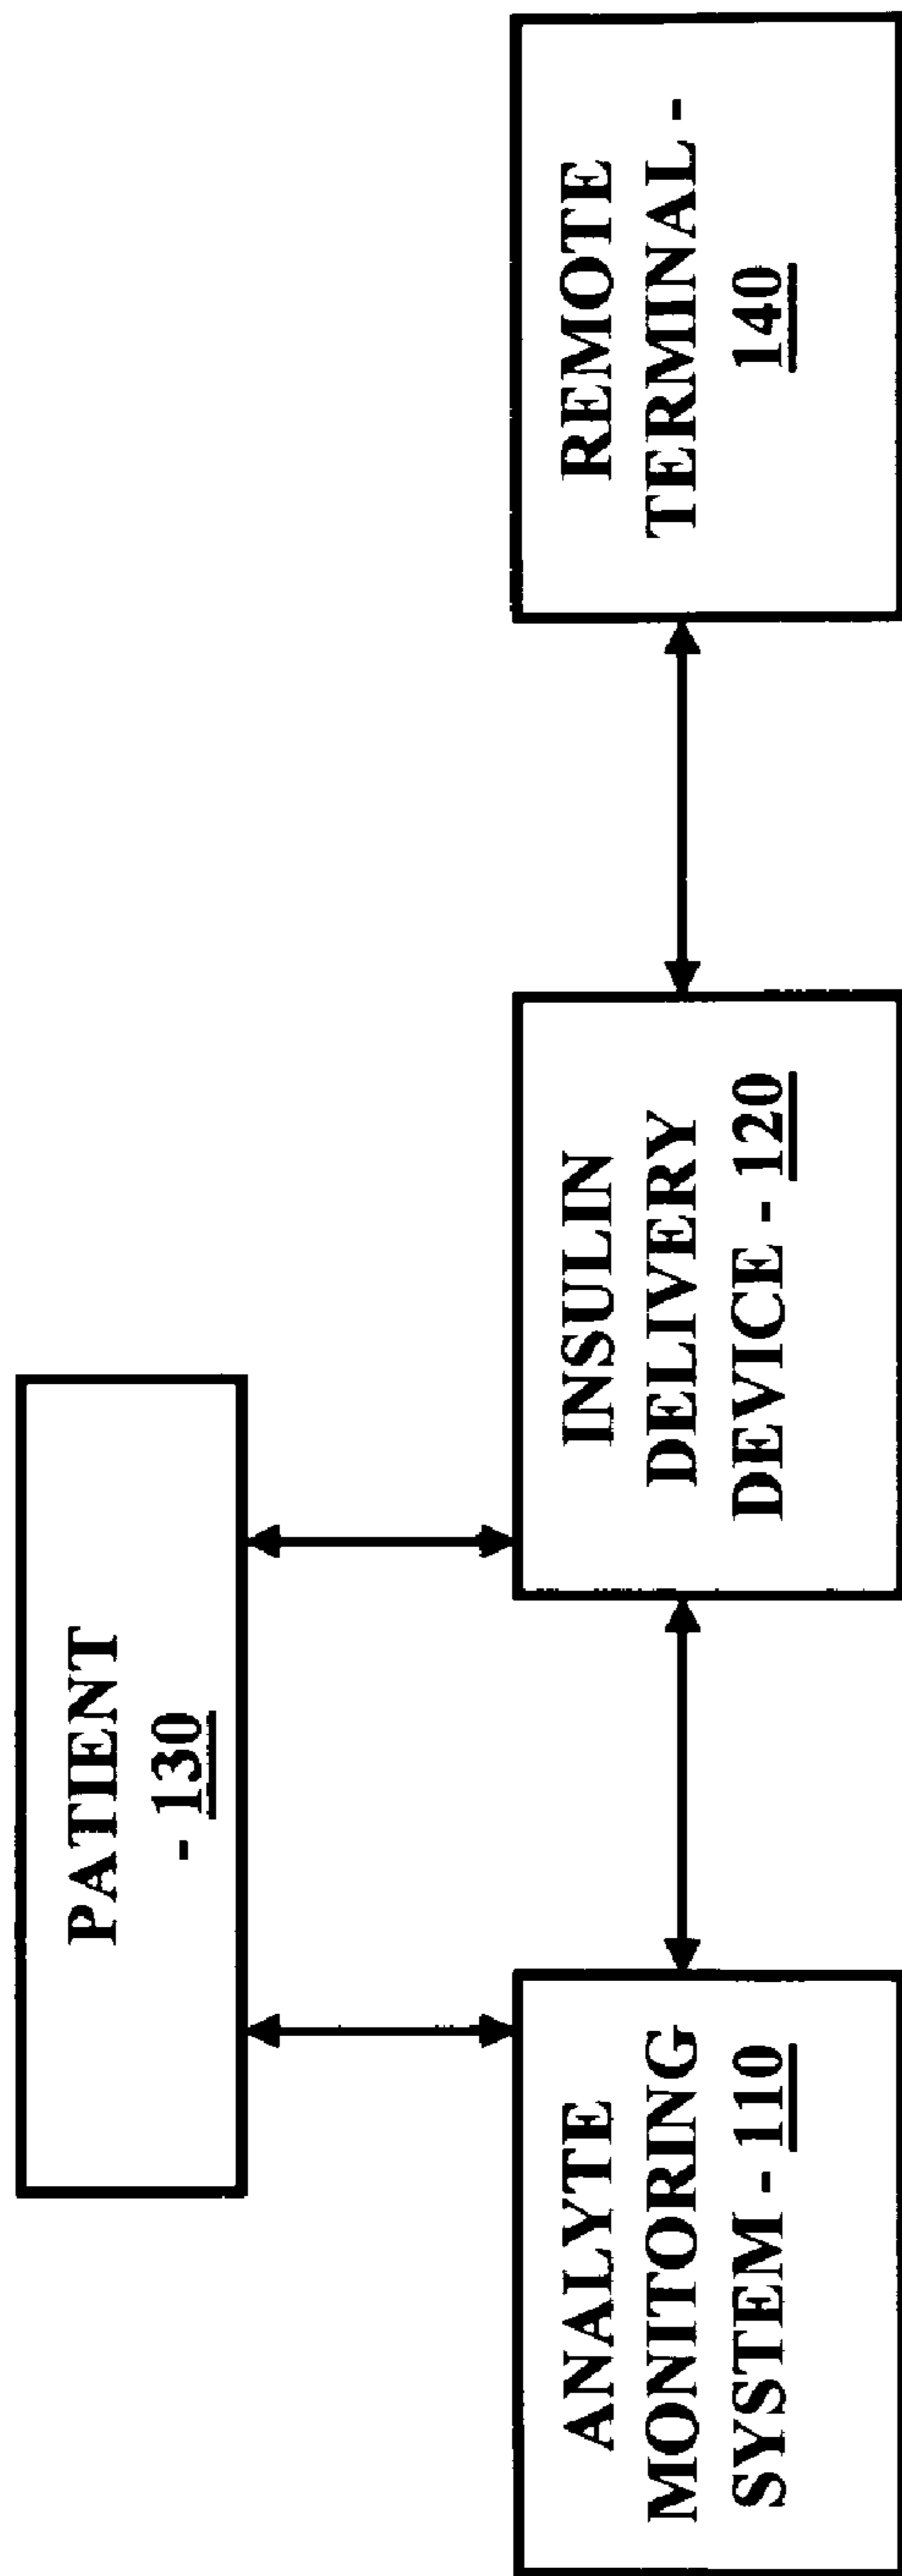 PATIENT
- 130
ANALYTE
MONITORING
SYSTEM - 110
INSULIN
DELIVERY
DEVICE - 120
REMOTE
TERMINAL -
140